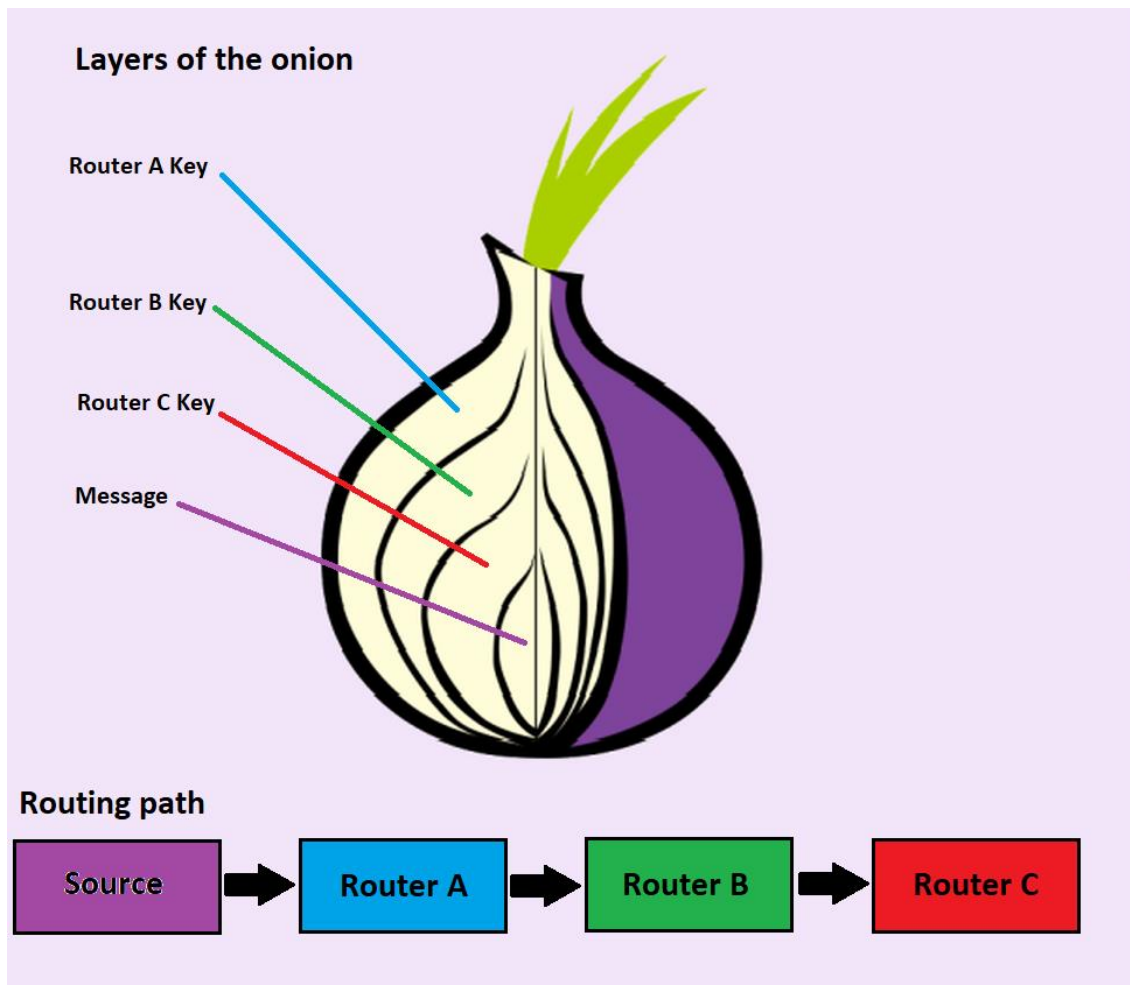 Layers of the onion
Router A Key
Router B Key
Router C Key
Message
Routing path
Source
Router A
Router B
Router C